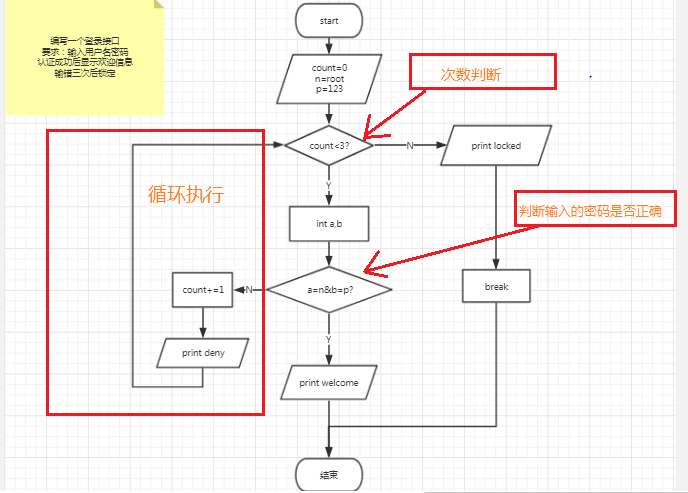 编写一个登录接口
要求：输入用户名密码
认证成功后显示欢迎信息
输错三次后锁定
start
count=0
n=root
p=123
次数判断
count<3?
N
print locked
Y
循环执行
int a,b
判断输入的密码是否正确
count+=1
N
a=n&b=p?
break
Y
print deny
print welcome
结束